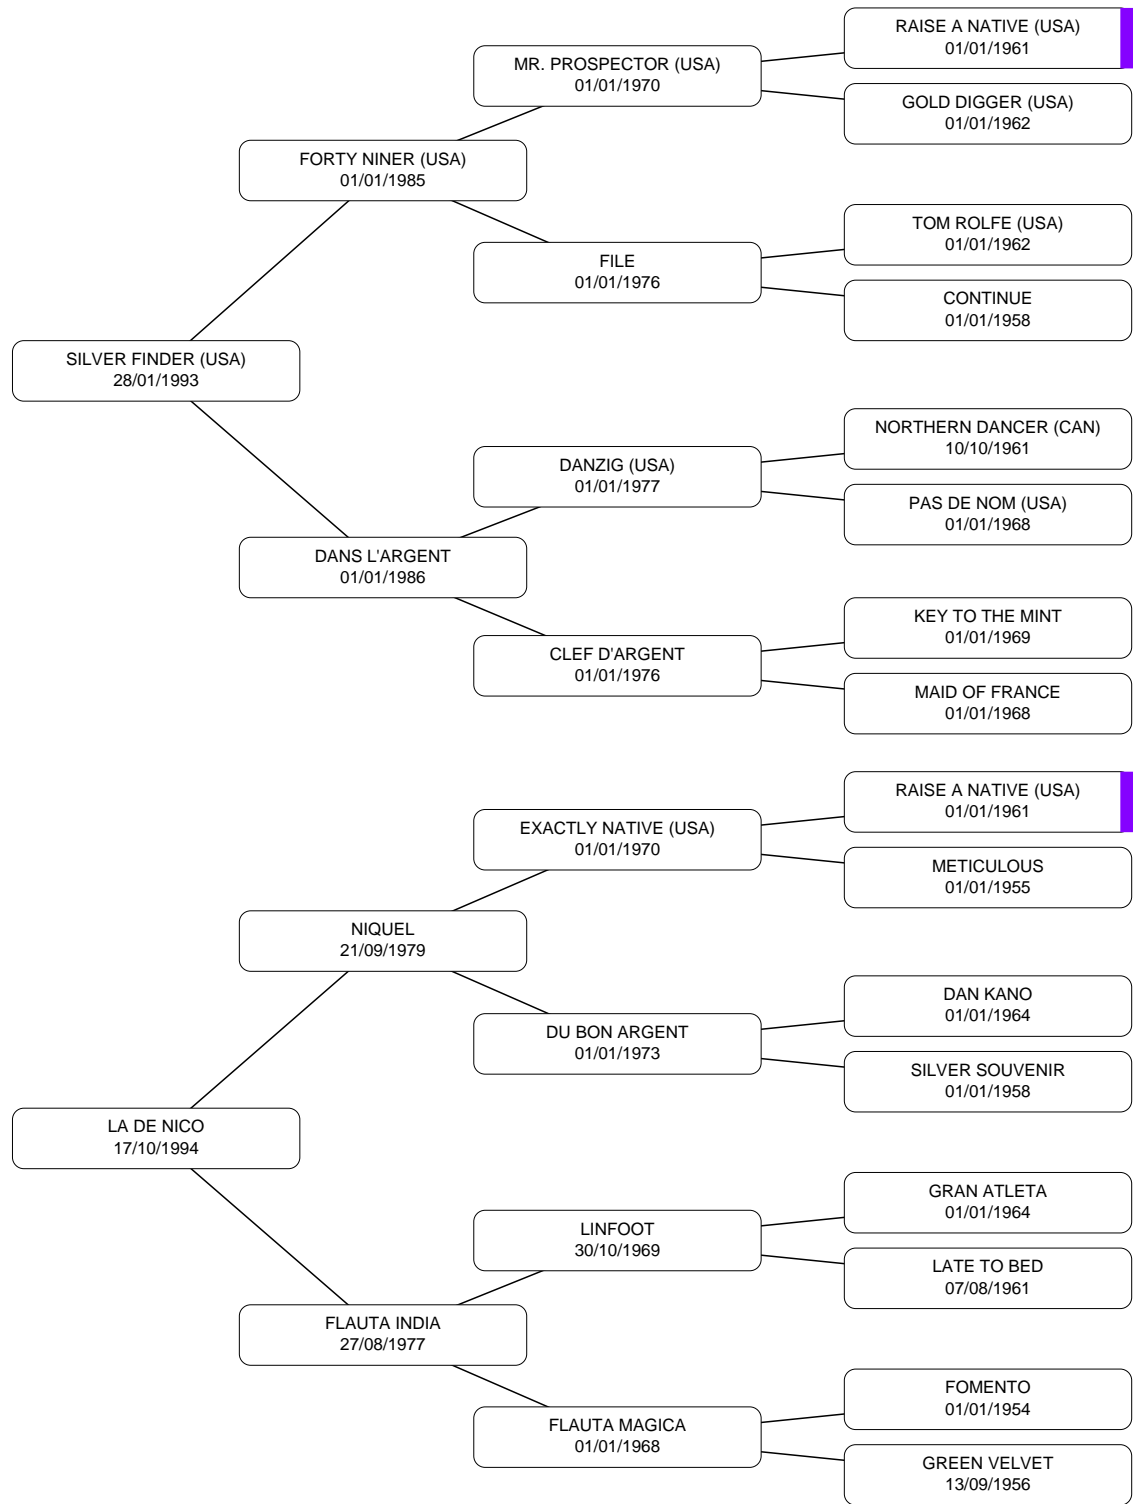 RAISE A NATIVE (USA)
01/01/1961
MR. PROSPECTOR (USA)
01/01/1970
GOLD DIGGER (USA)
01/01/1962
FORTY NINER (USA)
01/01/1985
TOM ROLFE (USA)
01/01/1962
FILE
01/01/1976
CONTINUE
01/01/1958
SILVER FINDER (USA)
28/01/1993
NORTHERN DANCER (CAN)
10/10/1961
DANZIG (USA)
01/01/1977
PAS DE NOM (USA)
01/01/1968
DANS L'ARGENT
01/01/1986
KEY TO THE MINT
01/01/1969
CLEF D'ARGENT
01/01/1976
MAID OF FRANCE
01/01/1968
RAISE A NATIVE (USA)
01/01/1961
EXACTLY NATIVE (USA)
01/01/1970
METICULOUS
01/01/1955
NIQUEL
21/09/1979
DAN KANO
01/01/1964
DU BON ARGENT
01/01/1973
SILVER SOUVENIR
01/01/1958
LA DE NICO
17/10/1994
GRAN ATLETA
01/01/1964
LINFOOT
30/10/1969
LATE TO BED
07/08/1961
FLAUTA INDIA
27/08/1977
FOMENTO
01/01/1954
FLAUTA MAGICA
01/01/1968
GREEN VELVET
13/09/1956